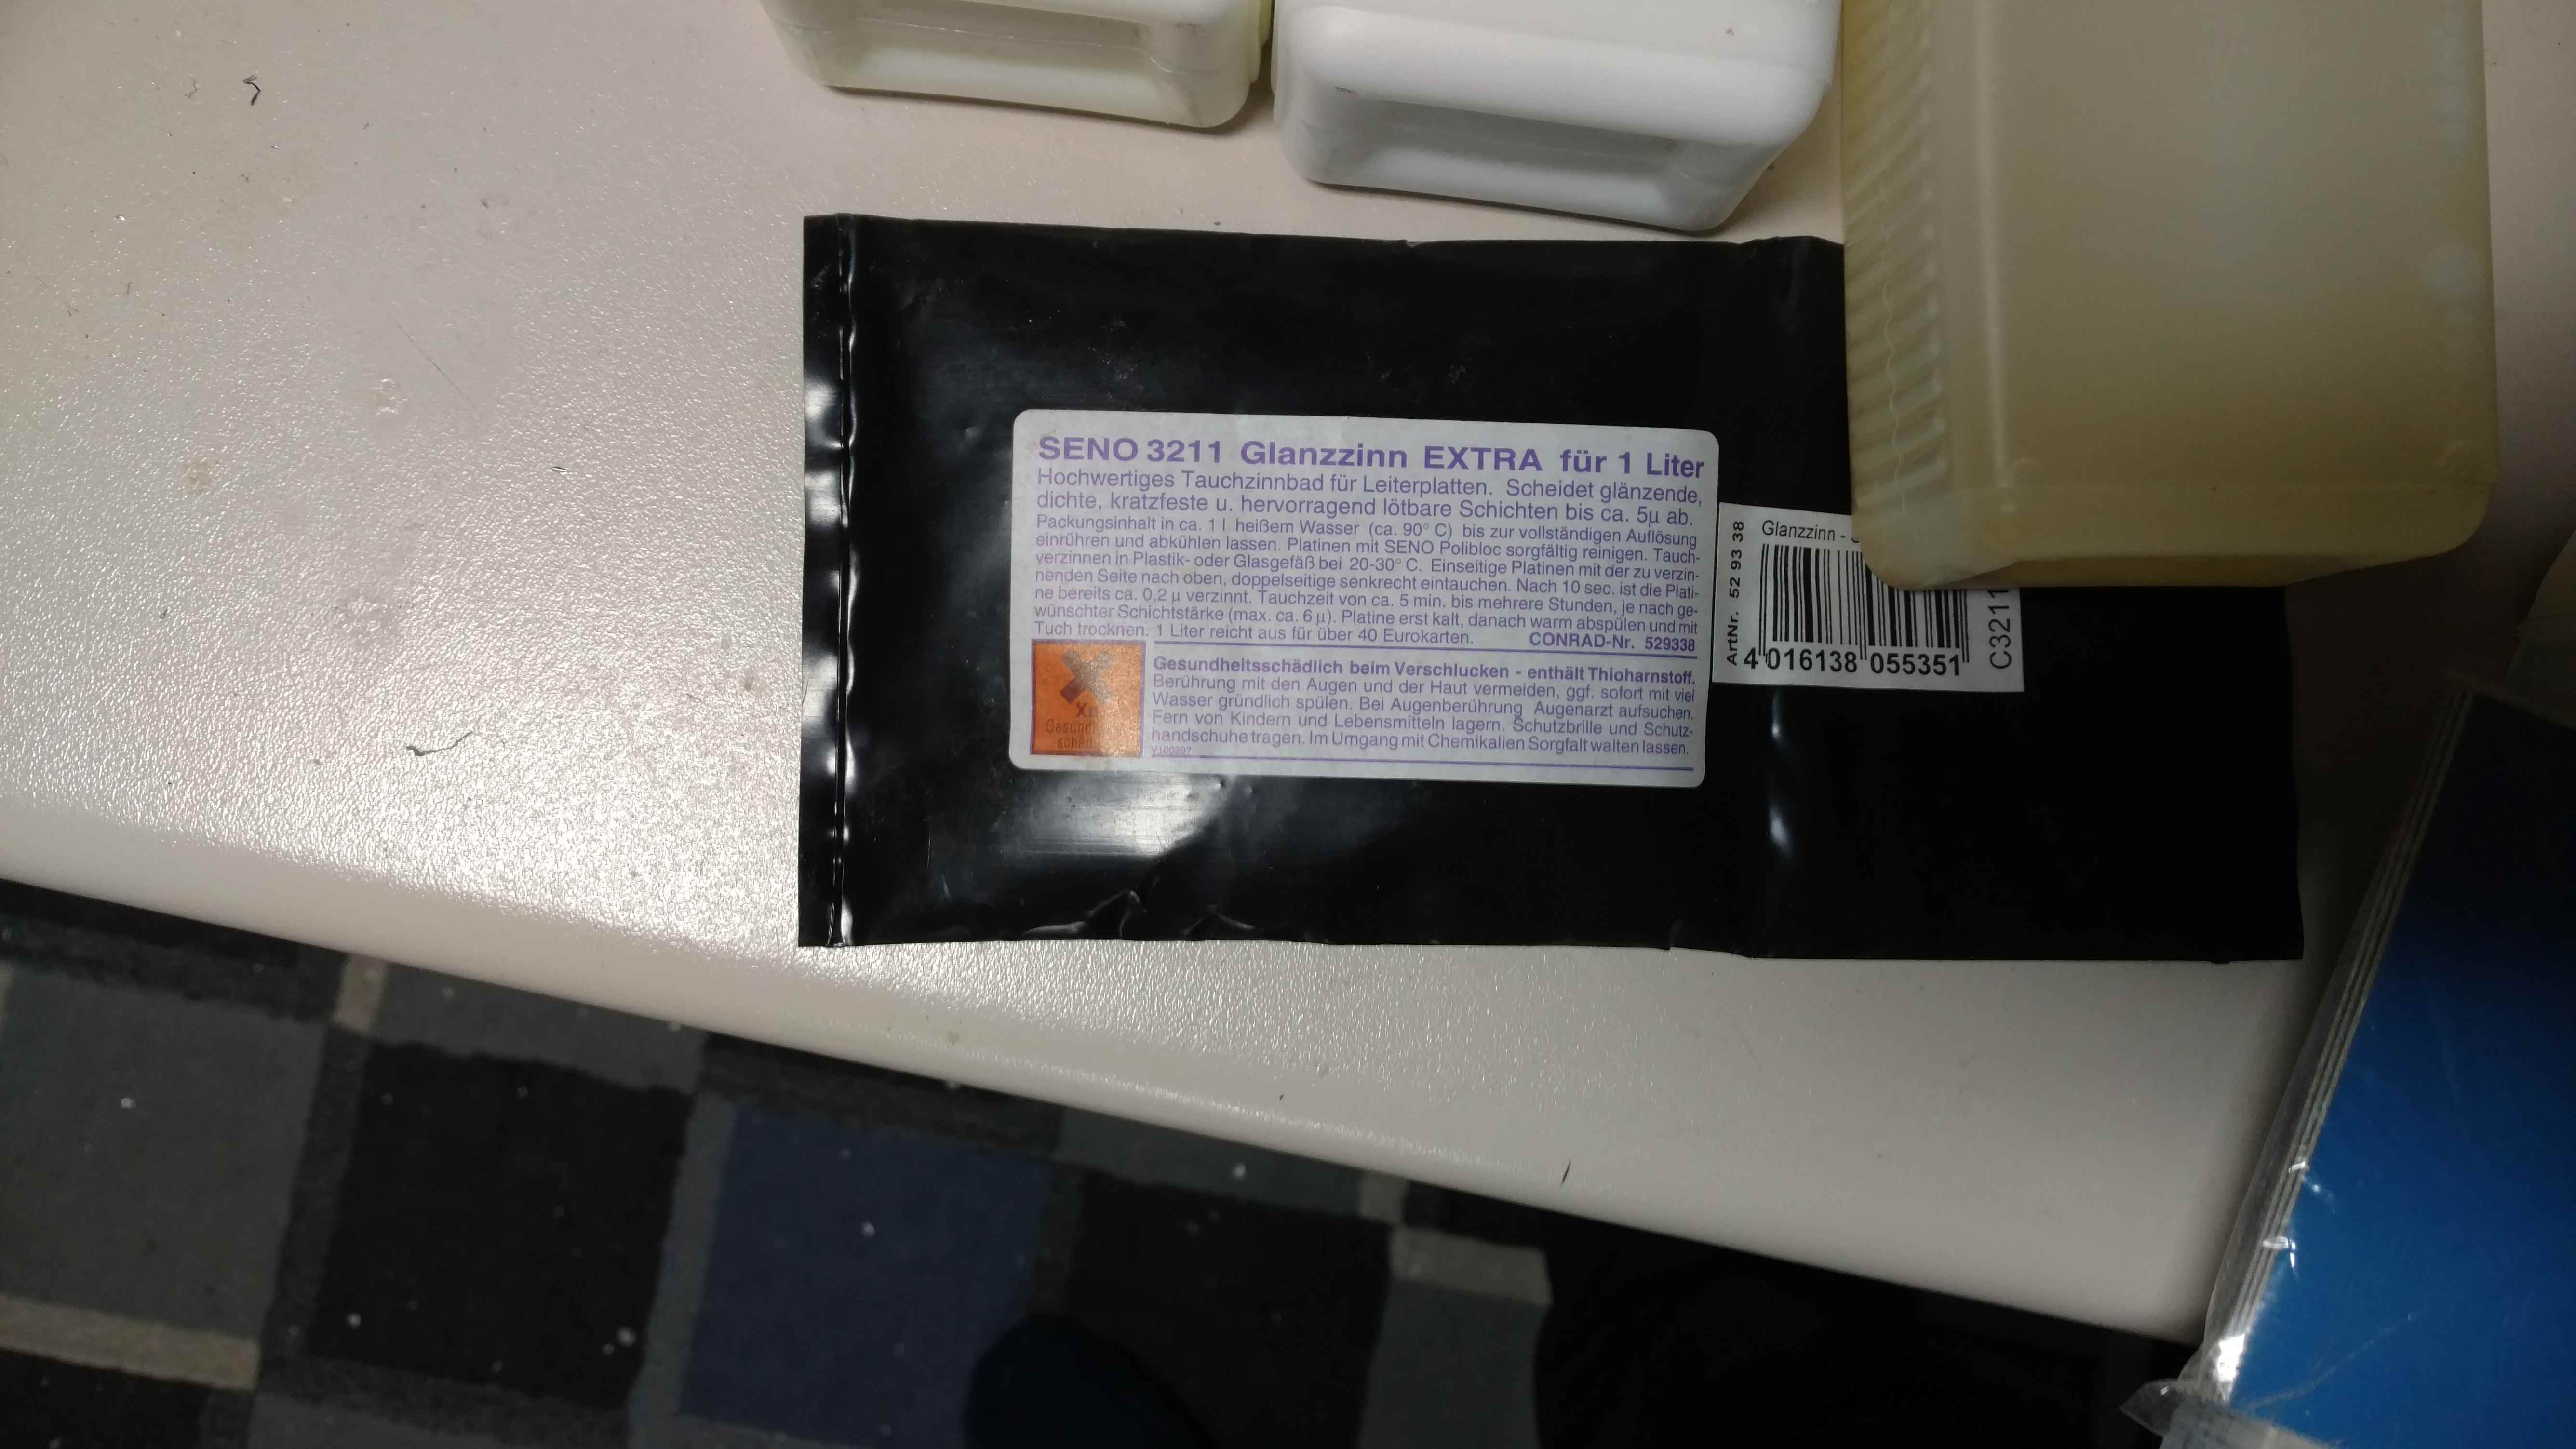 SENO 3211 Glanzzinn EXTRA für 1 Liter
Hochwertiges Tauchzinnbad für Leiterplatten. Scheidet glänzende,
dichte, kratzfeste u. hervorragend lötbare Schichten bis ca. 5µ ab.
Packungsinhalt in ca. 1 l heißem Wasser (ca. 90° C) bis zur vollständigen Auflösung
einrühren und abkühlen lassen. Platinen mit SENO Polibloc sorgfältig reinigen. Tauch-
verzinnen in Plastik- oder Glasgefäß bei 20-30° C. Einseitige Platinen mit der zu verzin-
nenden Seite nach oben, doppelseitige senkrecht eintauchen. Nach 10 sec. ist die Plati-
ne bereits ca. 0,2 µ verzinnt. Tauchzeit von ca. 5 min. bis mehrere Stunden, je nach ge-
wünschter Schichtstärke (max. ca. 6 µ). Platine erst kalt, danach warm abspülen und mit
Tuch trocknen. 1 Liter reicht aus für über 40 Eurokarten. CONRAD-Nr. 529338
Xn
Gesundheitsschädlich beim Verschlucken - enthält Thioharnstoff.
Berührung mit den Augen und der Haut vermeiden, ggf. sofort mit viel
Wasser gründlich spülen. Bei Augenberührung Augenarzt aufsuchen.
Fern von Kindern und Lebensmitteln lagern. Schutzbrille und Schutz-
handschuhe tragen. Im Umgang mit Chemikalien Sorgfalt walten lassen.
V100297
ArtNr. 52 93 38
Glanzzinn -
4 016138 055351
C3211